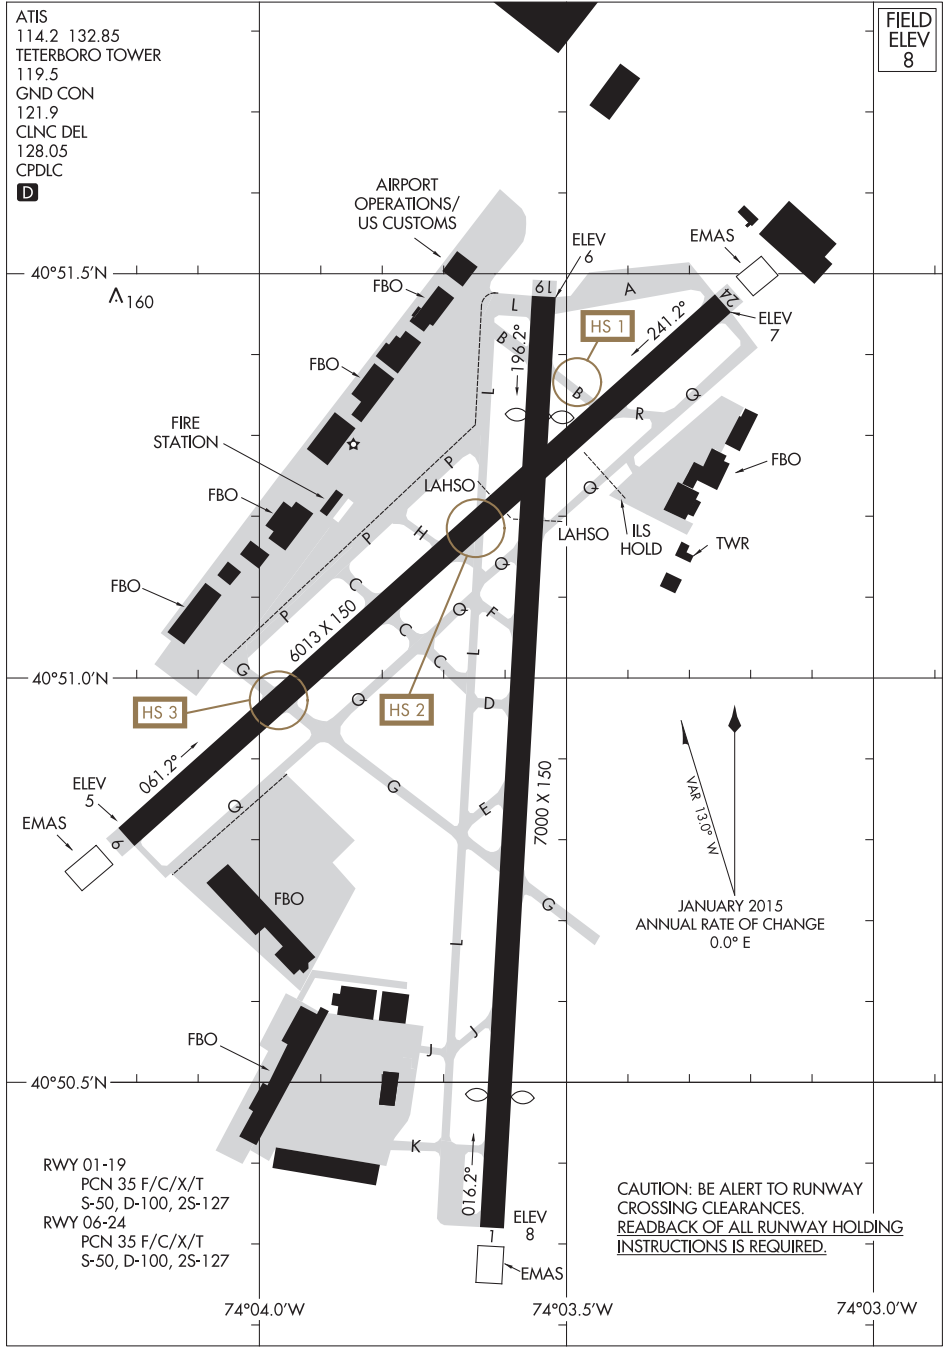 ATIS
114.2 132.85
TETERBORO TOWER
119.5
GND CON
121.9
CLNC DEL
128.05
CPDLC
D
FIELD
ELEV
8
AIRPORT
OPERATIONS/
US CUSTOMS
ELEV
6
EMAS
40°51.5'N
160
FBO
19
L
A
24
HS 1
241.2°
ELEV
7
196.2°
B
FBO
L
B
Q
R
FIRE
STATION
P
FBO
LAHSO
FBO
Q
LAHSO
ILS
HOLD
TWR
P
H
Q
FBO
C
Q
F
P
6013 X 150
C
C
L
G
40°51.0'N
Q
D
HS 3
HS 2
061.2°
ELEV
5
EMAS
6
Q
G
E
7000 X 150
VAR 13.0° W
FBO
G
JANUARY 2015
ANNUAL RATE OF CHANGE
0.0° E
L
FBO
J
J
40°50.5'N
K
016.2°
RWY 01-19
PCN 35 F/C/X/T
S-50, D-100, 2S-127
RWY 06-24
PCN 35 F/C/X/T
S-50, D-100, 2S-127
CAUTION: BE ALERT TO RUNWAY
CROSSING CLEARANCES.
READBACK OF ALL RUNWAY HOLDING
INSTRUCTIONS IS REQUIRED.
1
ELEV
8
EMAS
74°04.0'W
74°03.5'W
74°03.0'W